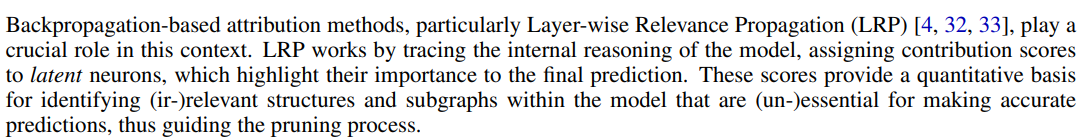 Backpropagation-based attribution methods, particularly Layer-wise Relevance Propagation (LRP) [4, 32, 33], play a
crucial role in this context. LRP works by tracing the internal reasoning of the model, assigning contribution scores
to latent neurons, which highlight their importance to the final prediction. These scores provide a quantitative basis
for identifying (ir-)relevant structures and subgraphs within the model that are (un-)essential for making accurate
predictions, thus guiding the pruning process.